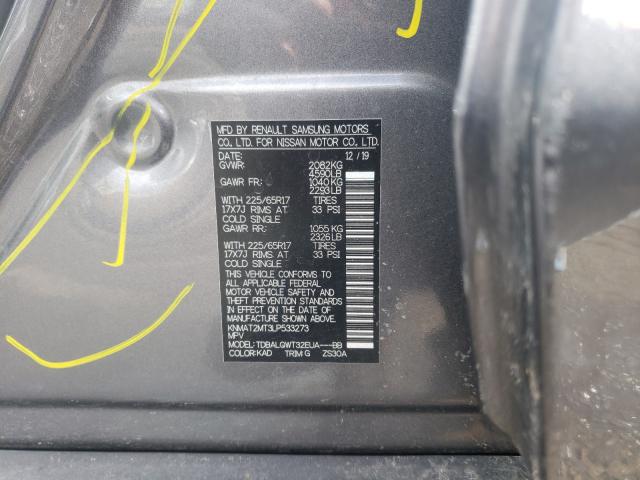 MFD BY RENAULT SAMSUNG MOTORS
CO. LTD. FOR NISSAN MOTOR CO. LTD.
DATE: 12/19
GVWR: 2082KG
4590LB
GAWR FR: 1040 KG
2293LB
WITH 225/65R17 TIRES
17X7J RIMS AT 33 PSI
COLD SINGLE
GAWR RR: 1055 KG
2326 LB
WITH 225/65R17 TIRES
17X7J RIMS AT 33 PSI
COLD SINGLE
THIS VEHICLE CONFORMS TO
ALL APPLICABLE FEDERAL
MOTOR VEHICLE SAFETY AND
THEFT PREVENTION STANDARDS
IN EFFECT ON THE DATE OF
MANUFACTURE SHOWN ABOVE.
KNMAT2MT3LP533273
MPV
MODEL: TDBALQWT32EUA---BB
COLOR:KAD TRIM G ZS30A